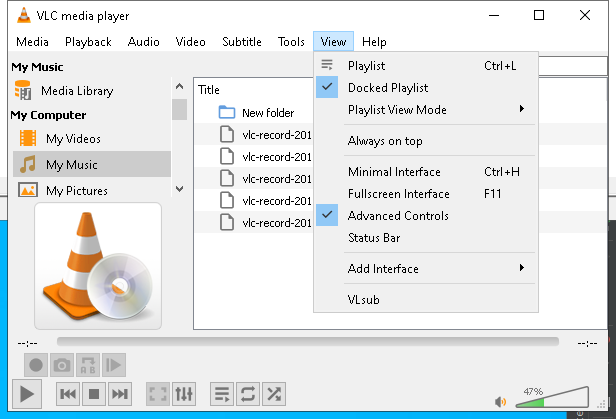 VLC media player
Media Playback Audio Video Subtitle Tools View Help
My Music
Media Library
My Computer
My Videos
My Music
My Pictures
Title
New folder
vlc-record-201
vlc-record-201
vlc-record-201
vlc-record-201
vlc-record-201
Playlist Ctrl+L
Docked Playlist
Playlist View Mode
Always on top
Minimal Interface Ctrl+H
Fullscreen Interface F11
Advanced Controls
Status Bar
Add Interface
VLsub
--:-- --:--
47%